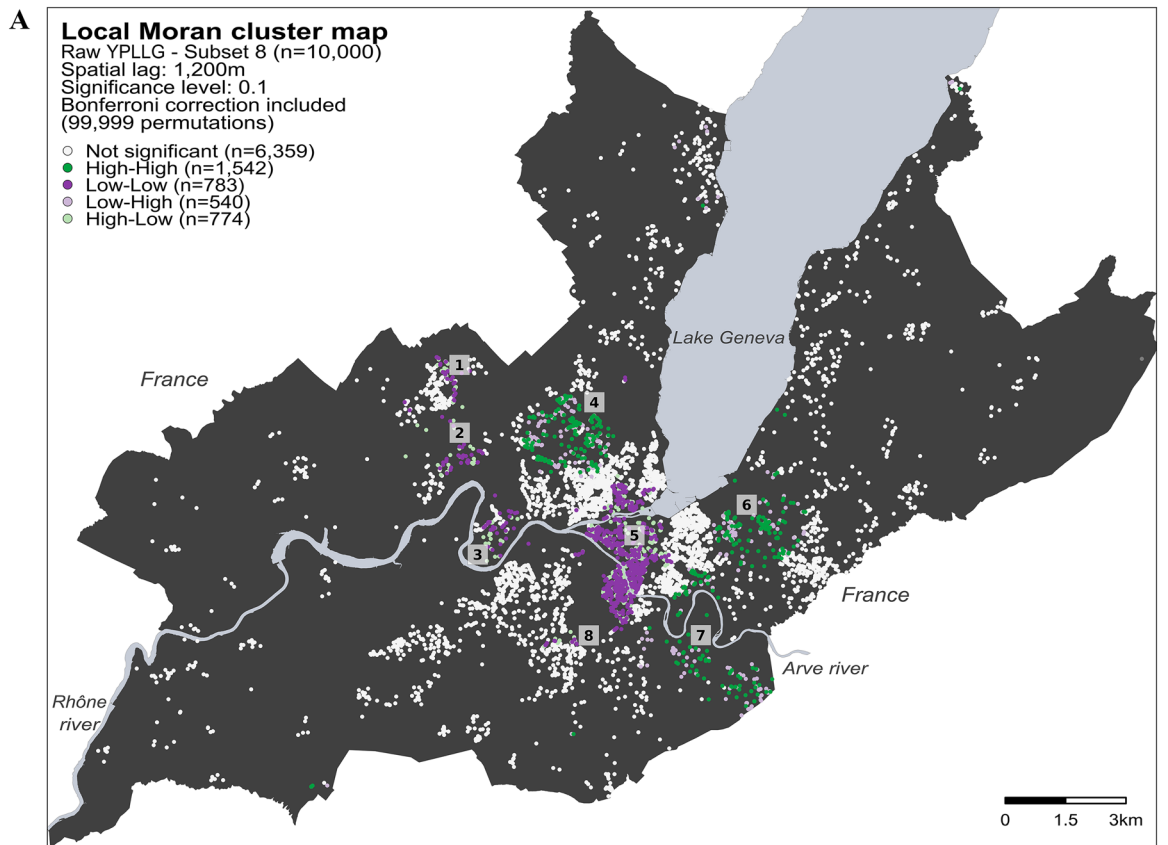 A
Local Moran cluster map
Raw YPLLG - Subset 8 (n=10,000)
Spatial lag: 1,200m
Significance level: 0.1
Bonferroni correction included
(99,999 permutations)
Not significant (n=6,359)
High-High (n=1,542)
Low-Low (n=783)
Low-High (n=540)
High-Low (n=774)
Lake Geneva
France
1
4
2
6
5
3
France
8
7
Arve river
Rhône
river
0 1.5 3km